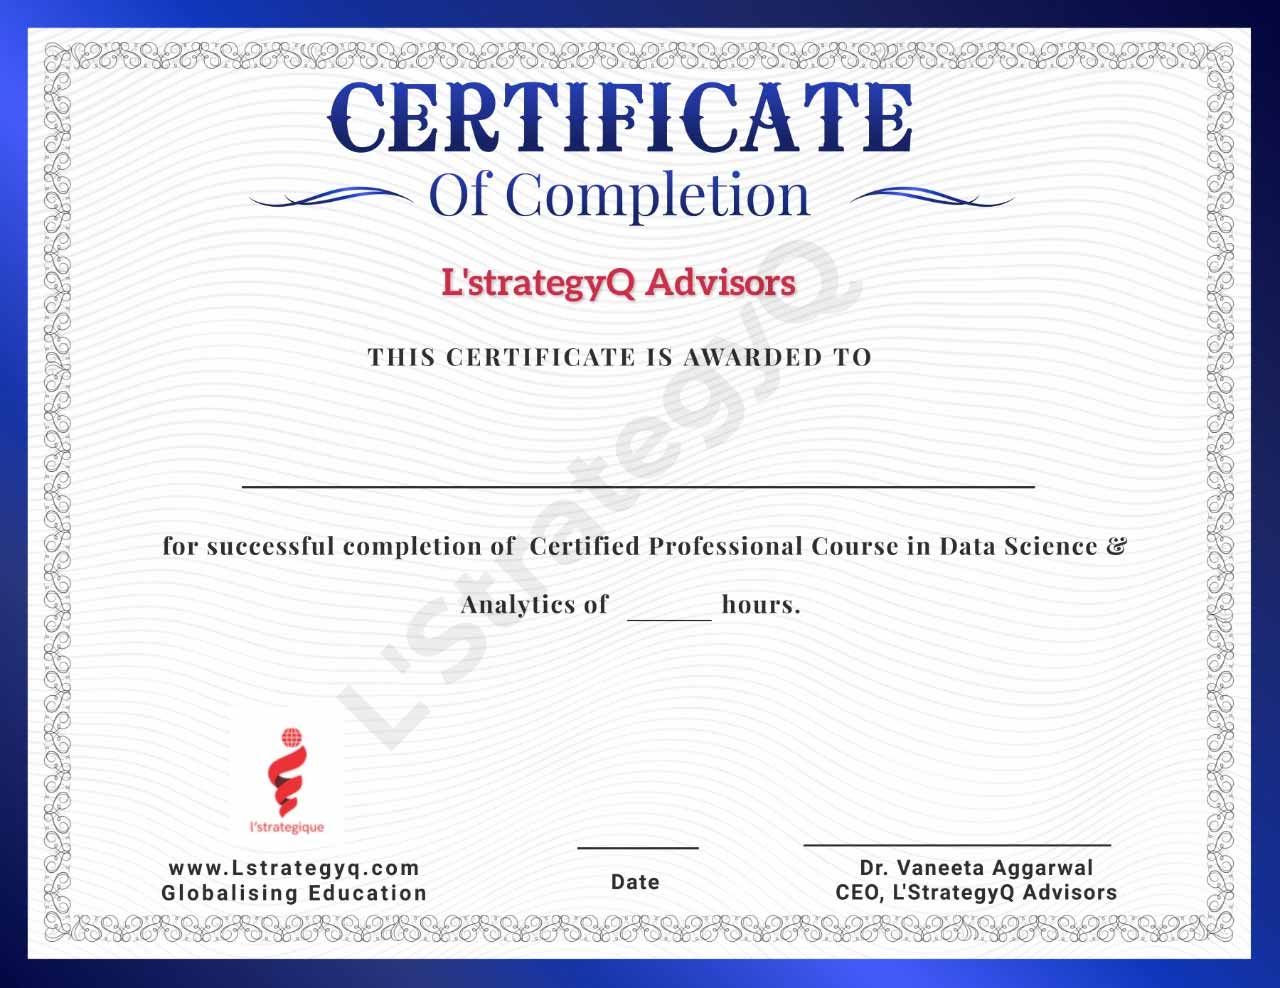 CERTIFICATE
Of Completion
L'strategyQ Advisors
THIS CERTIFICATE IS AWARDED TO
for successful completion of Certified Professional Course in Data Science &
Analytics of ______ hours.
L'StrategyQ
l'strategique
www.Lstrategyq.com
Globalising Education
Date
Dr. Vaneeta Aggarwal
CEO, L'StrategyQ Advisors